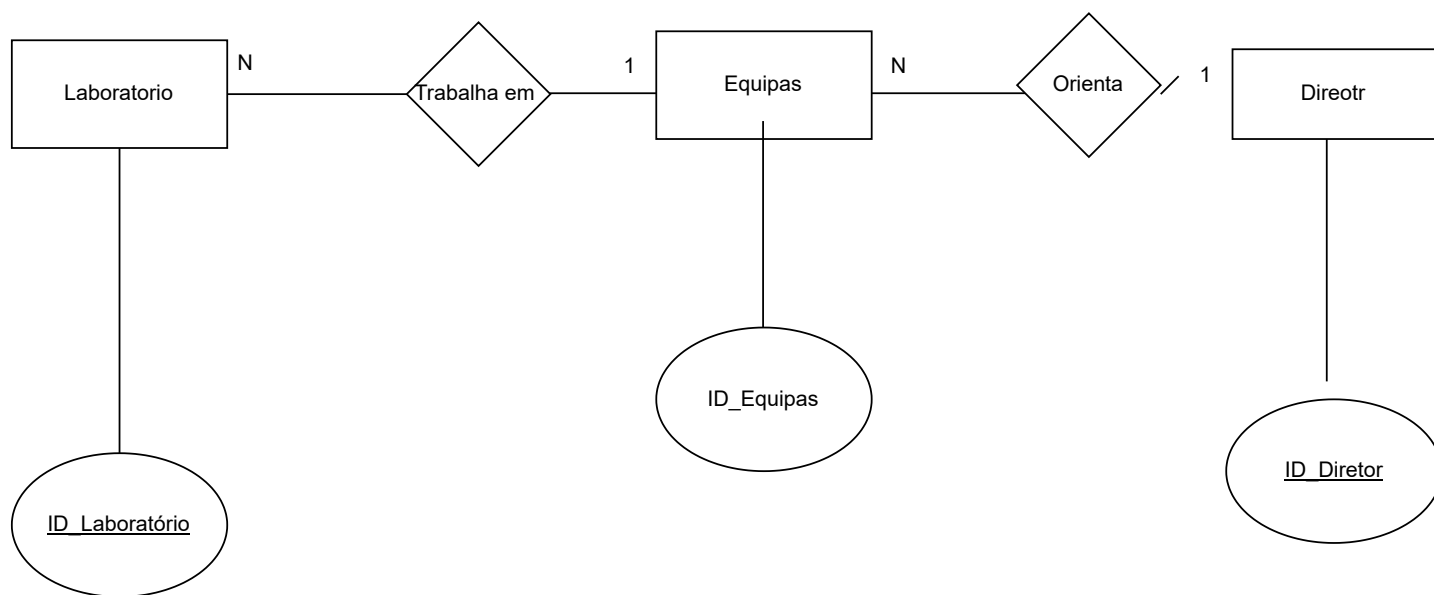 Laboratorio
N
Trabalha em
1
Equipas
N
Orienta
1
Direotr
ID_Equipas
ID_Diretor
ID_Laboratório